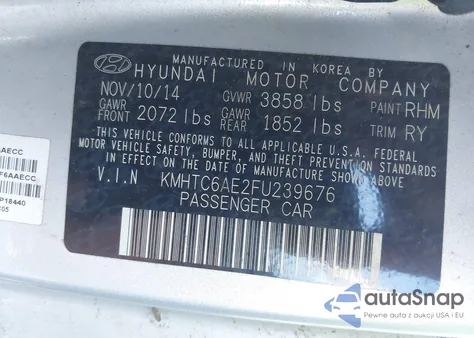 MANUFACTURED IN KOREA BY
HYUNDAI MOTOR COMPANY
NOV/10/14 GVWR 3858 lbs PAINT RHM
GAWR FRONT 2072 lbs GAWR REAR 1852 lbs TRIM RY
THIS VEHICLE CONFORMS TO ALL APPLICABLE U.S.A. FEDERAL
MOTOR VEHICLE SAFETY, BUMPER, AND THEFT PREVENTION
STANDARDS IN EFFECT ON THE DATE OF MANUFACTURE SHOWN ABOVE.
V.I.N KMHTC6AE2FU239676
PASSENGER CAR
AAECC
F6AAECC
P18440
autoSnap
Pewne auta z aukcji USA i EU